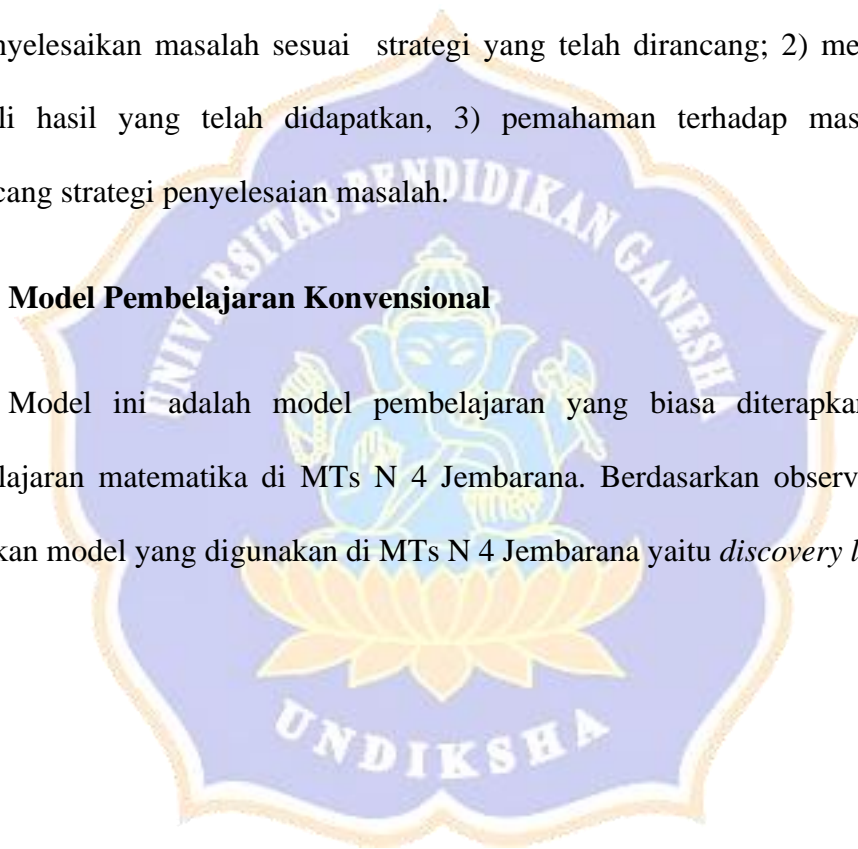 nyelesaikan masalah sesuai strategi yang telah dirancang; 2) me
li hasil yang telah didapatkan, 3) pemahaman terhadap mas
cang strategi penyelesaian masalah.
UNIVERSITAS PENDIDIKAN GANESH
Model Pembelajaran Konvensional
Model ini adalah model pembelajaran yang biasa diterapkan
lajaran matematika di MTs N 4 Jembarana. Berdasarkan observ
kan model yang digunakan di MTs N 4 Jembarana yaitu discovery l
UNDIKSHA